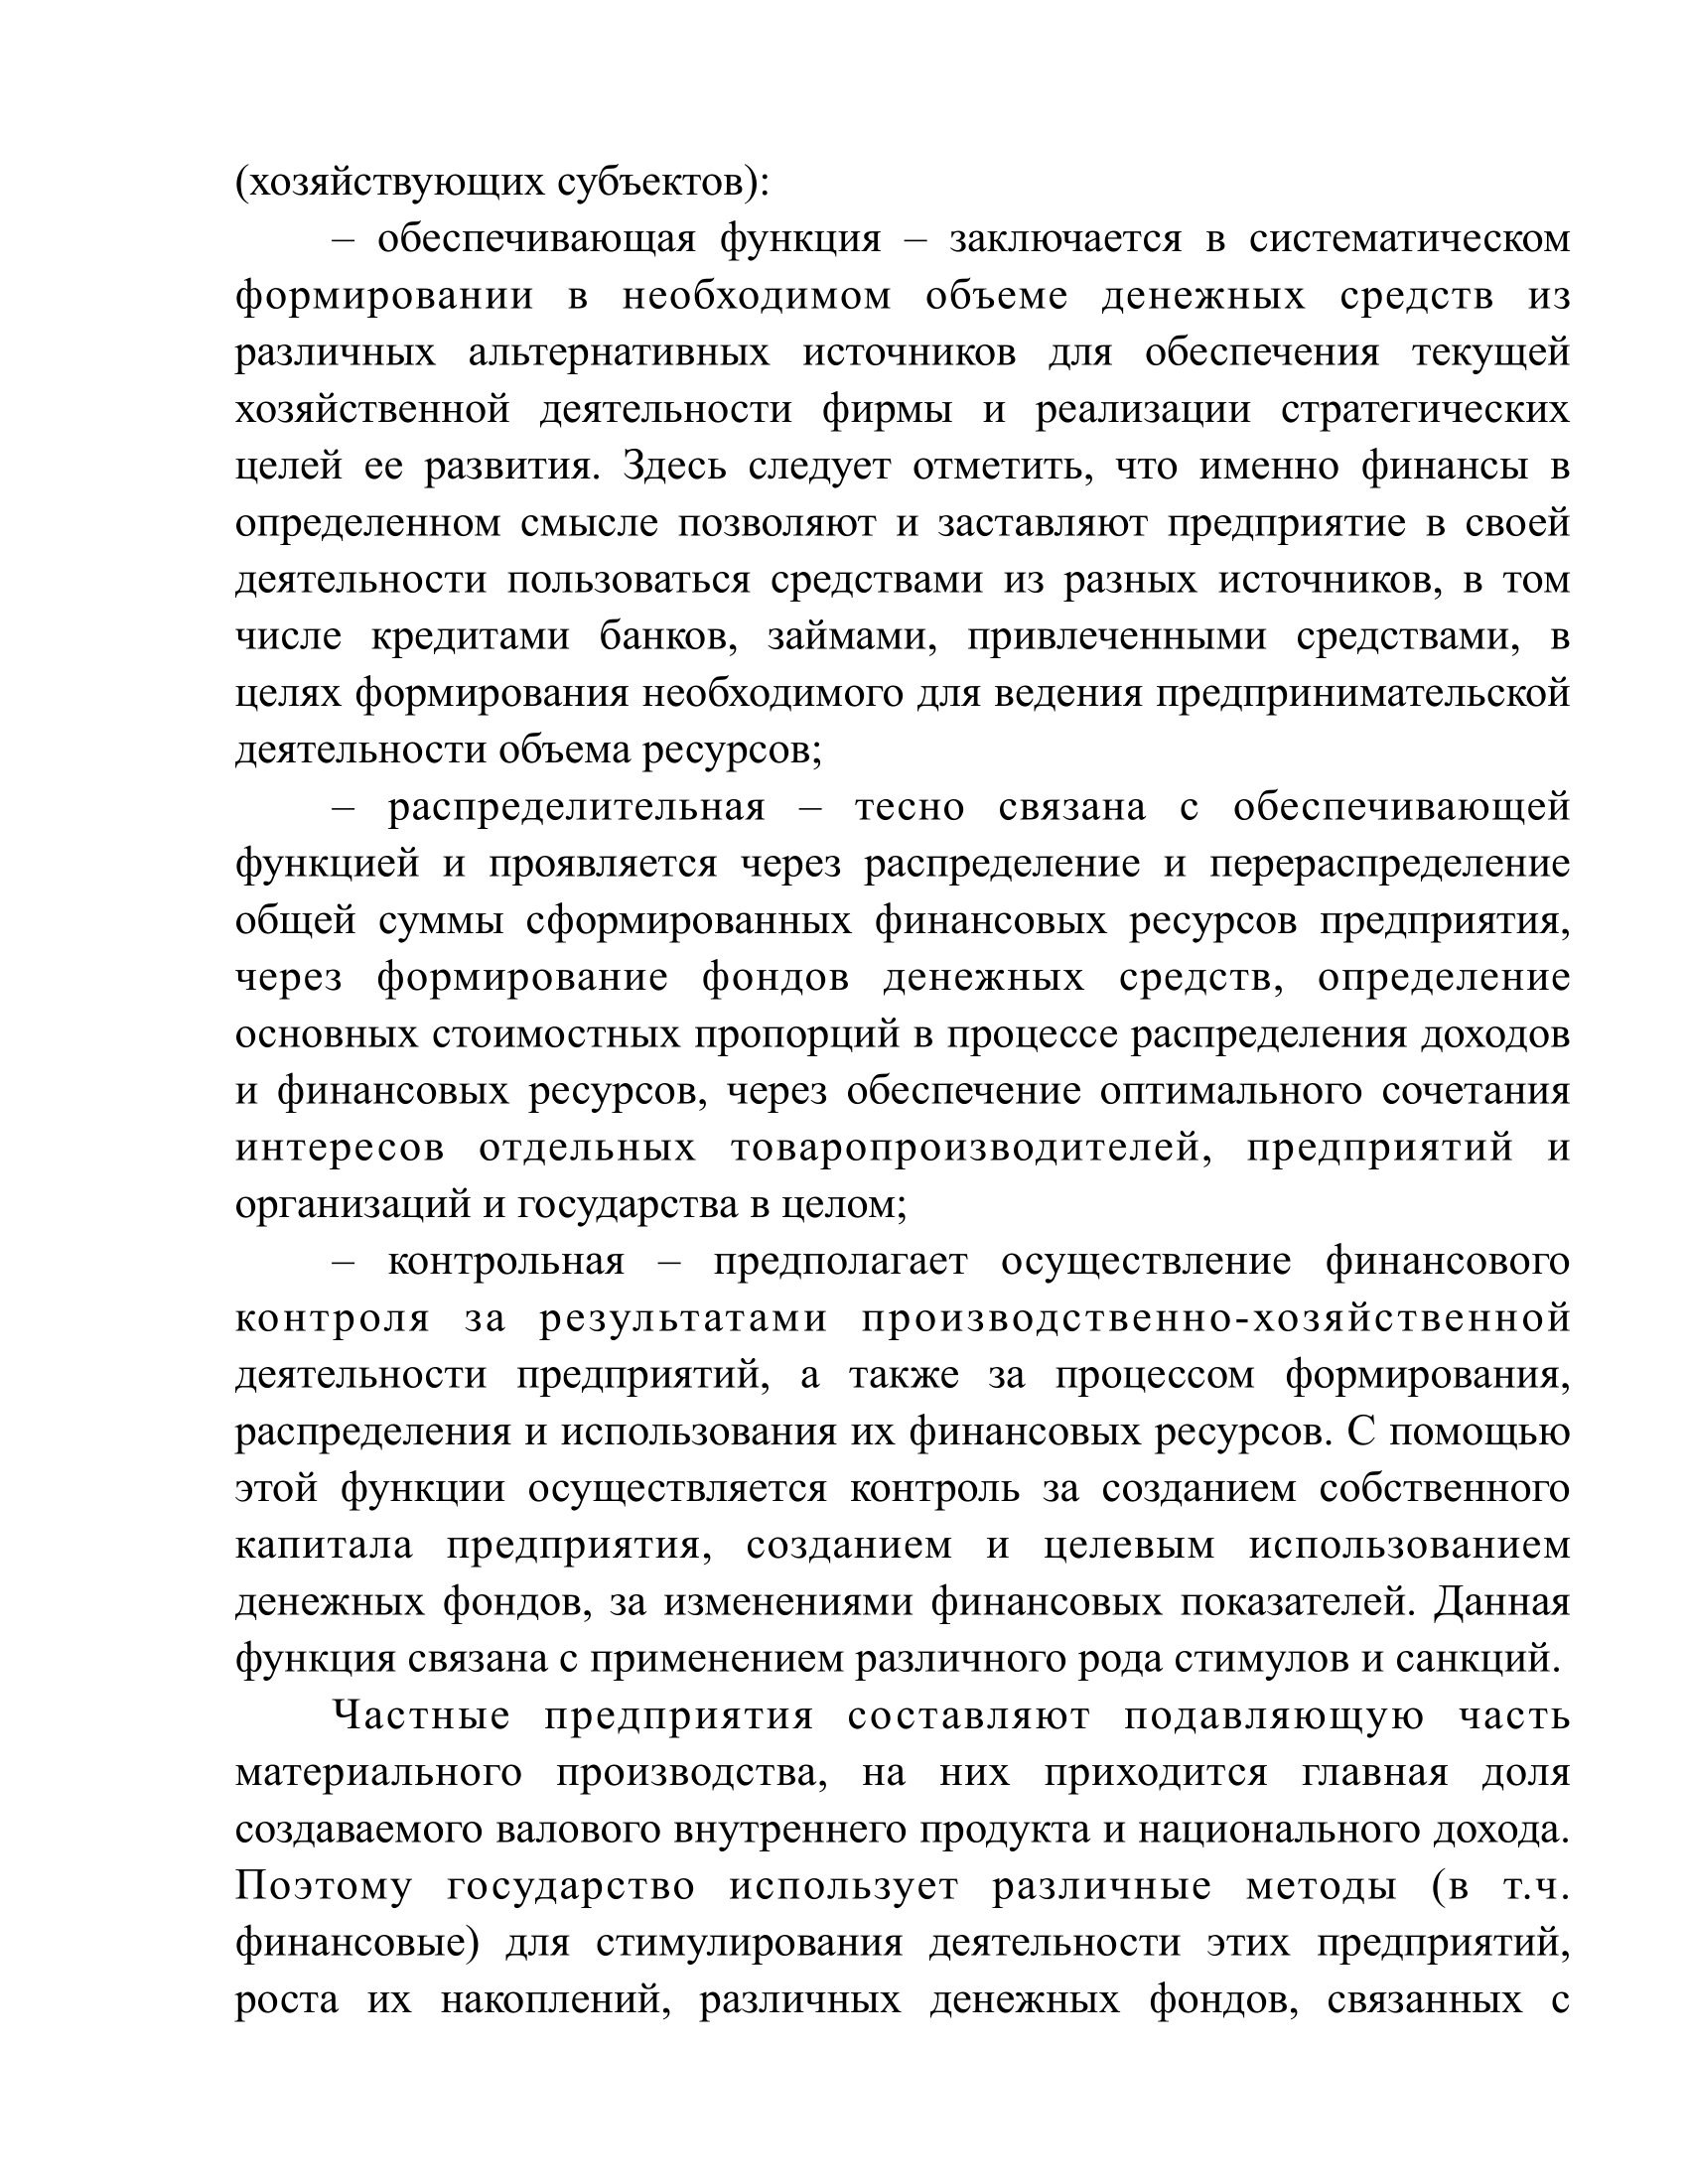 (хозяйствующих субъектов):
– обеспечивающая функция – заключается в систематическом
формировании в необходимом объеме денежных средств из
различных альтернативных источников для обеспечения текущей
хозяйственной деятельности фирмы и реализации стратегических
целей ее развития. Здесь следует отметить, что именно финансы в
определенном смысле позволяют и заставляют предприятие в своей
деятельности пользоваться средствами из разных источников, в том
числе кредитами банков, займами, привлеченными средствами, в
целях формирования необходимого для ведения предпринимательской
деятельности объема ресурсов;
– распределительная – тесно связана с обеспечивающей
функцией и проявляется через распределение и перераспределение
общей суммы сформированных финансовых ресурсов предприятия,
через формирование фондов денежных средств, определение
основных стоимостных пропорций в процессе распределения доходов
и финансовых ресурсов, через обеспечение оптимального сочетания
интересов отдельных товаропроизводителей, предприятий и
организаций и государства в целом;
– контрольная – предполагает осуществление финансового
контроля за результатами производственно-хозяйственной
деятельности предприятий, а также за процессом формирования,
распределения и использования их финансовых ресурсов. С помощью
этой функции осуществляется контроль за созданием собственного
капитала предприятия, созданием и целевым использованием
денежных фондов, за изменениями финансовых показателей. Данная
функция связана с применением различного рода стимулов и санкций.
Частные предприятия составляют подавляющую часть
материального производства, на них приходится главная доля
создаваемого валового внутреннего продукта и национального дохода.
Поэтому государство использует различные методы (в т.ч.
финансовые) для стимулирования деятельности этих предприятий,
роста их накоплений, различных денежных фондов, связанных с